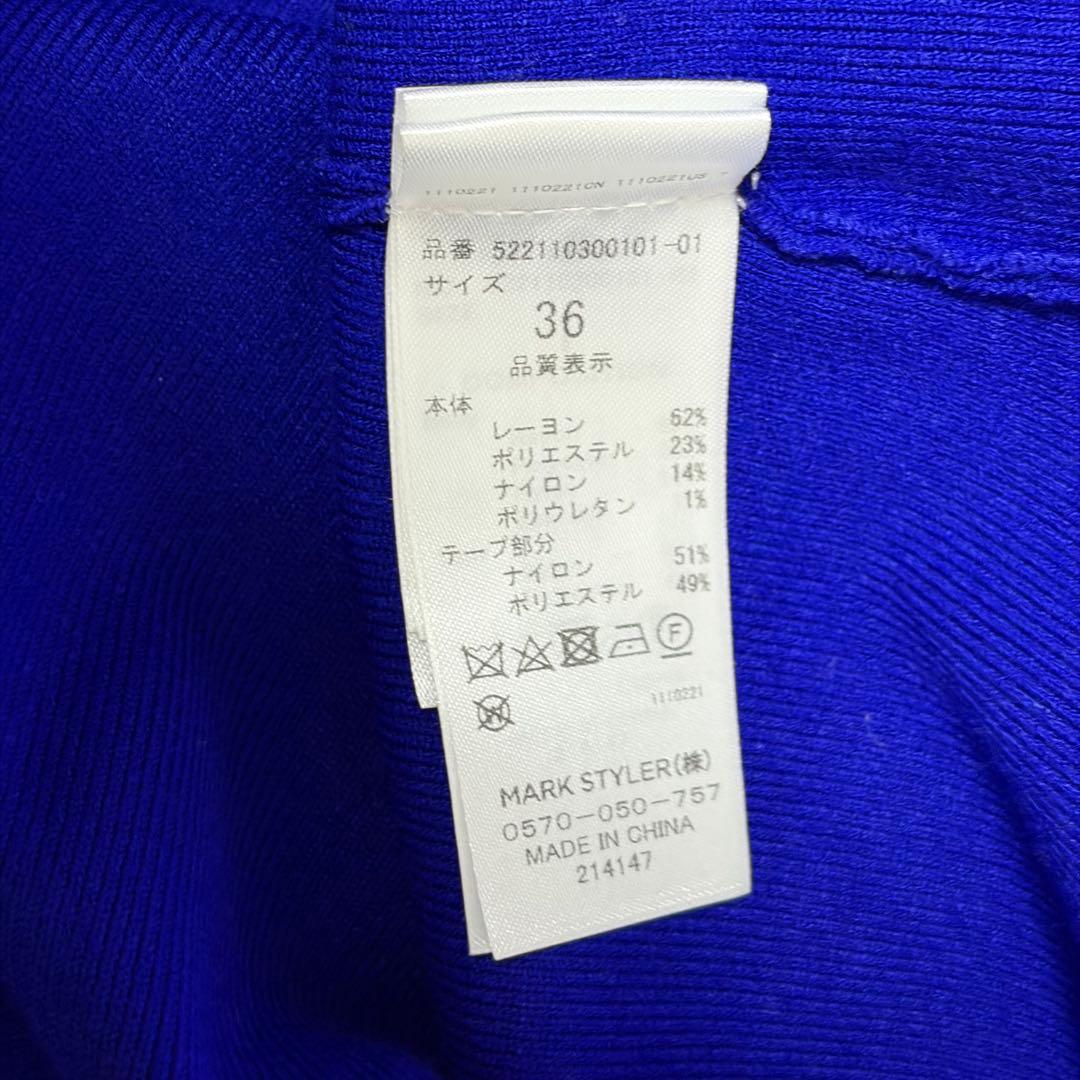 1110221 1110221CN 1110221US
品番 522110300101-01
サイズ
36
品質表示
本体
レーヨン 62%
ポリエステル 23%
ナイロン 14%
ポリウレタン 1%
テープ部分
ナイロン 51%
ポリエステル 49%
F
W
1110221
MARK STYLER(株)
0570-050-757
MADE IN CHINA
214147